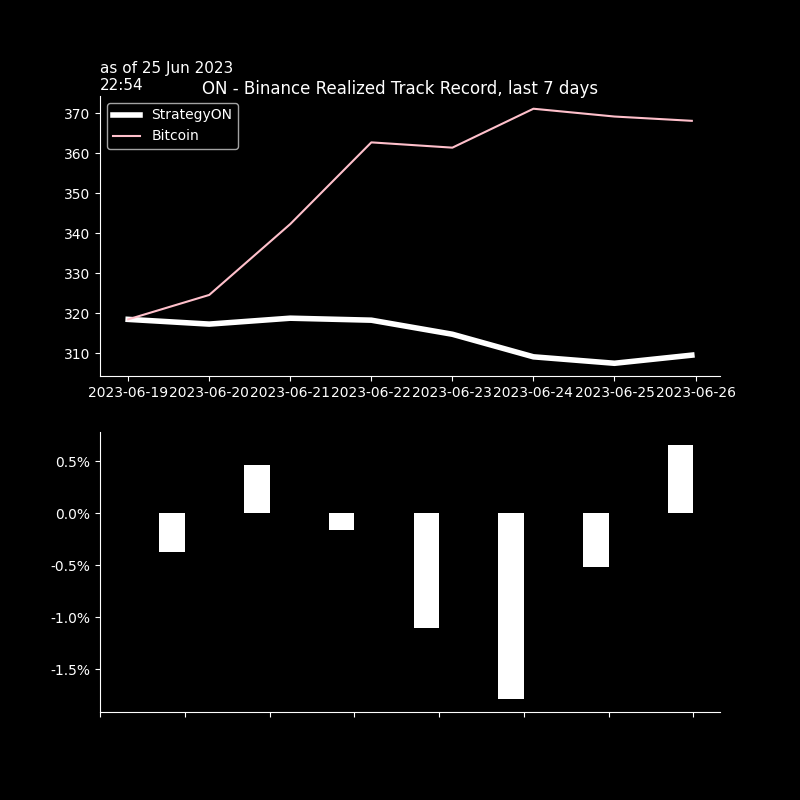 as of 25 Jun 2023
22:54
ON - Binance Realized Track Record, last 7 days
StrategyON
Bitcoin
370
360
350
340
330
320
310
2023-06-19 2023-06-20 2023-06-21 2023-06-22 2023-06-23 2023-06-24 2023-06-25 2023-06-26
0.5%
0.0%
-0.5%
-1.0%
-1.5%